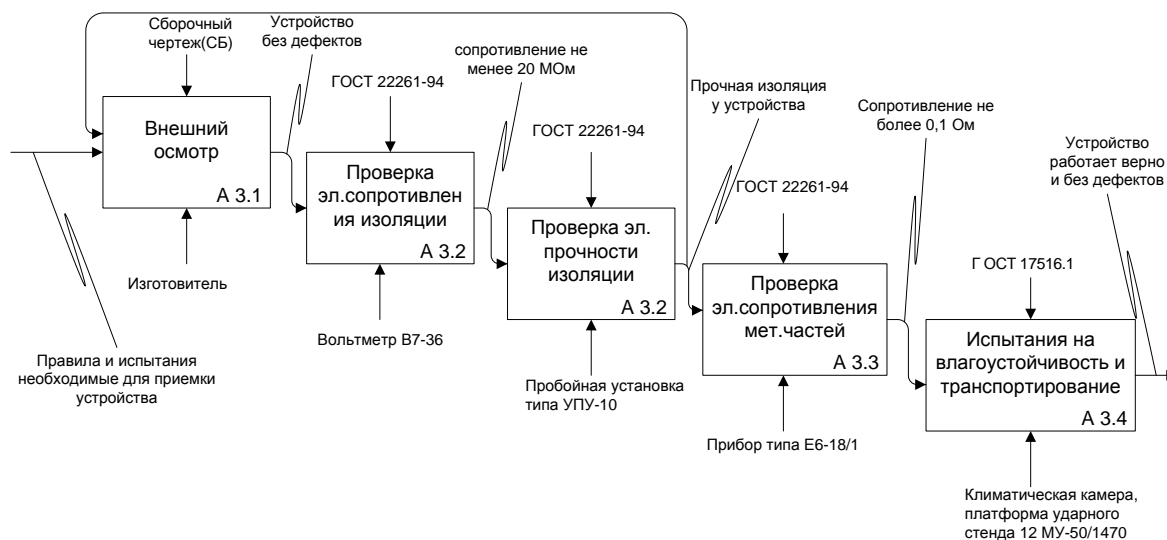 Сборочный
чертеж(СБ)
Устройство
без дефектов
ГОСТ 22261-94
сопротивление не
менее 20 МОм
ГОСТ 22261-94
Прочная изоляция
у устройства
ГОСТ 22261-94
Сопротивление не
более 0,1 Ом
Устройство
работает верно
и без дефектов
Г ОСТ 17516.1
Внешний
осмотр
А 3.1
Проверка
эл.сопротивлен
ия изоляции
А 3.2
Проверка эл.
прочности
изоляции
А 3.2
Проверка
эл.сопротивления
мет.частей
А 3.3
Испытания на
влагоустойчивость и
транспортирование
А 3.4
Изготовитель
Правила и испытания
необходимые для приемки
устройства
Вольтметр В7-36
Пробойная установка
типа УПУ-10
Прибор типа Е6-18/1
Климатическая камера,
платформа ударного
стенда 12 МУ-50/1470